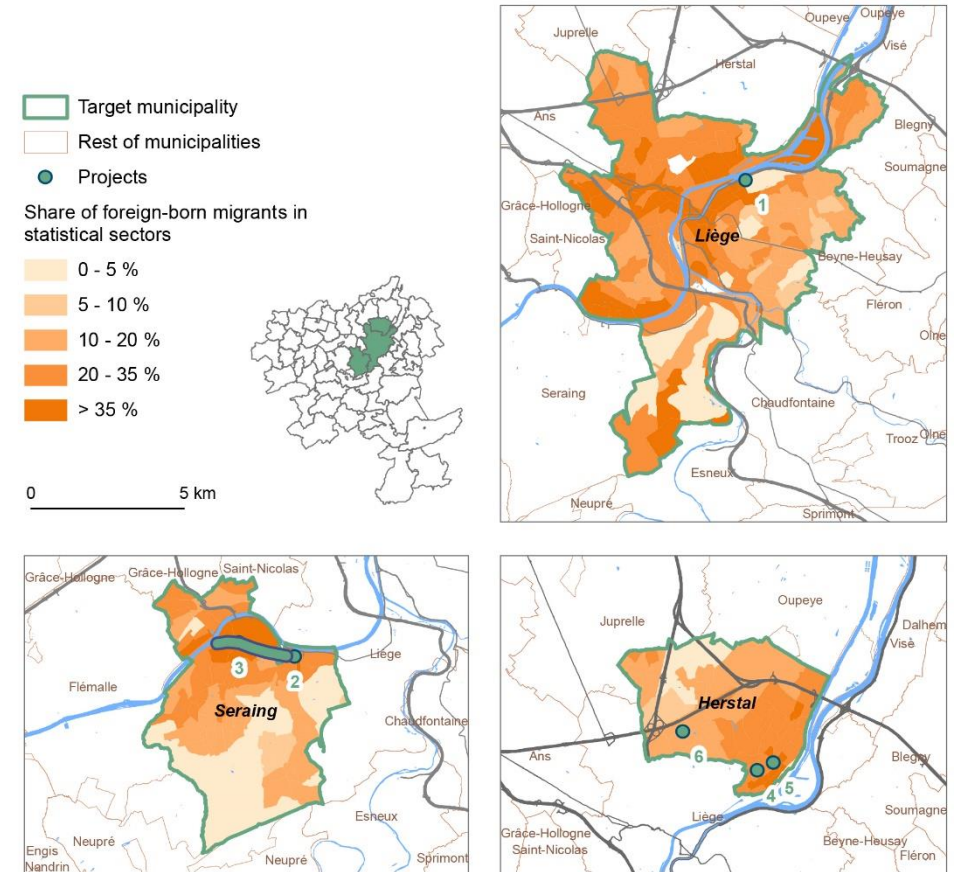 Target municipality
Rest of municipalities
Projects
Share of foreign-born migrants in
statistical sectors
0 - 5 %
5 - 10 %
10 - 20 %
20 - 35 %
> 35 %
0 5 km
Oupeye Oupeye
Juprelle
Visé
Herstal
Ans
Blegny
Soumagne
Grâce-Hollogne
1
Saint-Nicolas
Liège
Beyne-Heusay
Fléron
Olne
Seraing
Chaudfontaine
Trooz Olne
Esneux
Neupré
Sprimont
Grâce-Hollogne Grâce-Hollogne Saint-Nicolas
Liège
3
2
Flémalle
Seraing
Chaudfontaine
Esneux
Neupré
Engis
Neupré
Sprimont
Nandrin
Oupeye
Juprelle
Dalhem
Visé
Herstal
Ans
6
Blegny
5
4
Liège
Soumagne
Grâce-Hollogne
Beyne-Heusay
Saint-Nicolas
Fléron